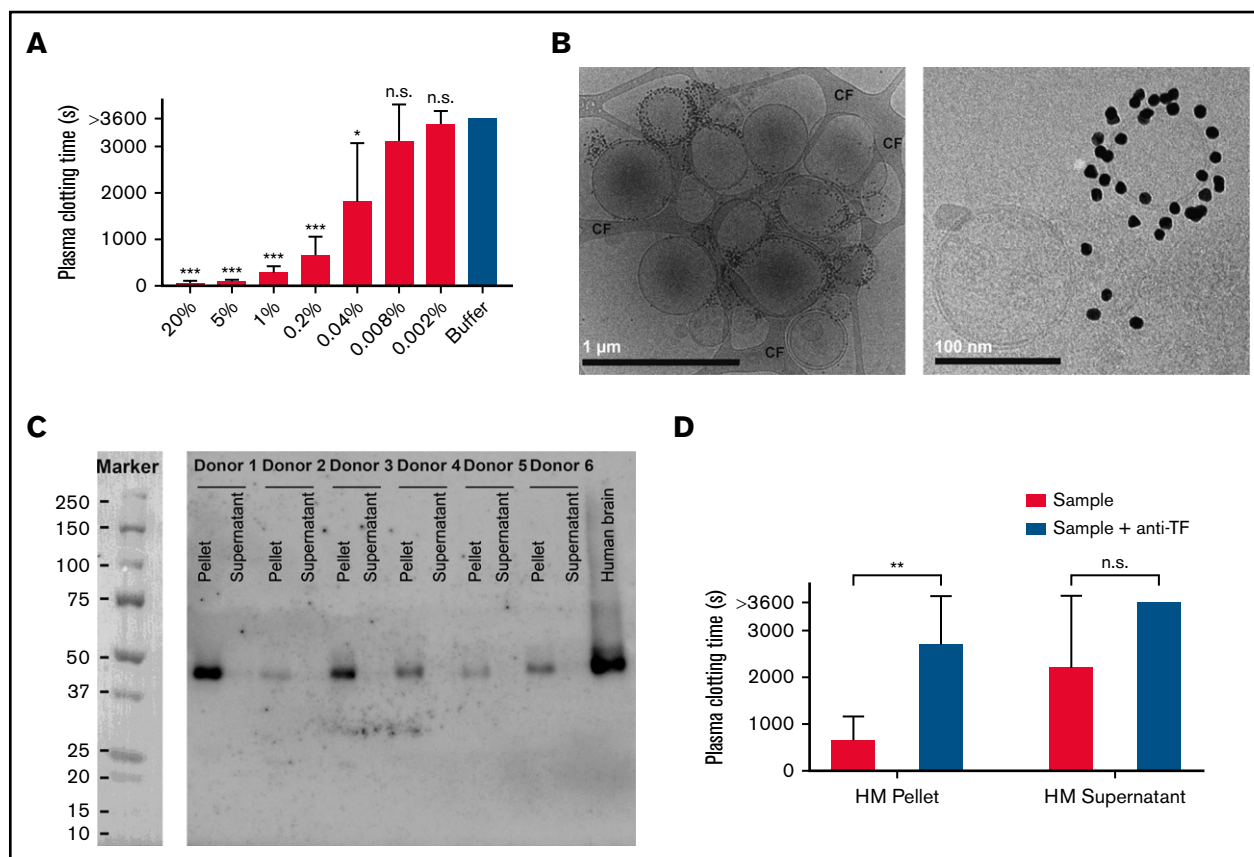 A
Plasma clotting time (s)
>3600
3000
2000
1000
0
***
***
***
***
*
n.s.
n.s.
20%
5%
1%
0.2%
0.04%
0.008%
0.002%
Buffer
B
CF
CF
CF
CF
1 µm
100 nm
C
Marker
250
150
100
75
50
37
25
20
15
10
Donor 1 Donor 2 Donor 3 Donor 4 Donor 5 Donor 6
Pellet
Supernatant
Pellet
Supernatant
Pellet
Supernatant
Pellet
Supernatant
Pellet
Supernatant
Pellet
Supernatant
Human brain
D
Sample
Sample + anti-TF
Plasma clotting time (s)
>3600
3000
2000
1000
0
**
n.s.
HM Pellet
HM Supernatant